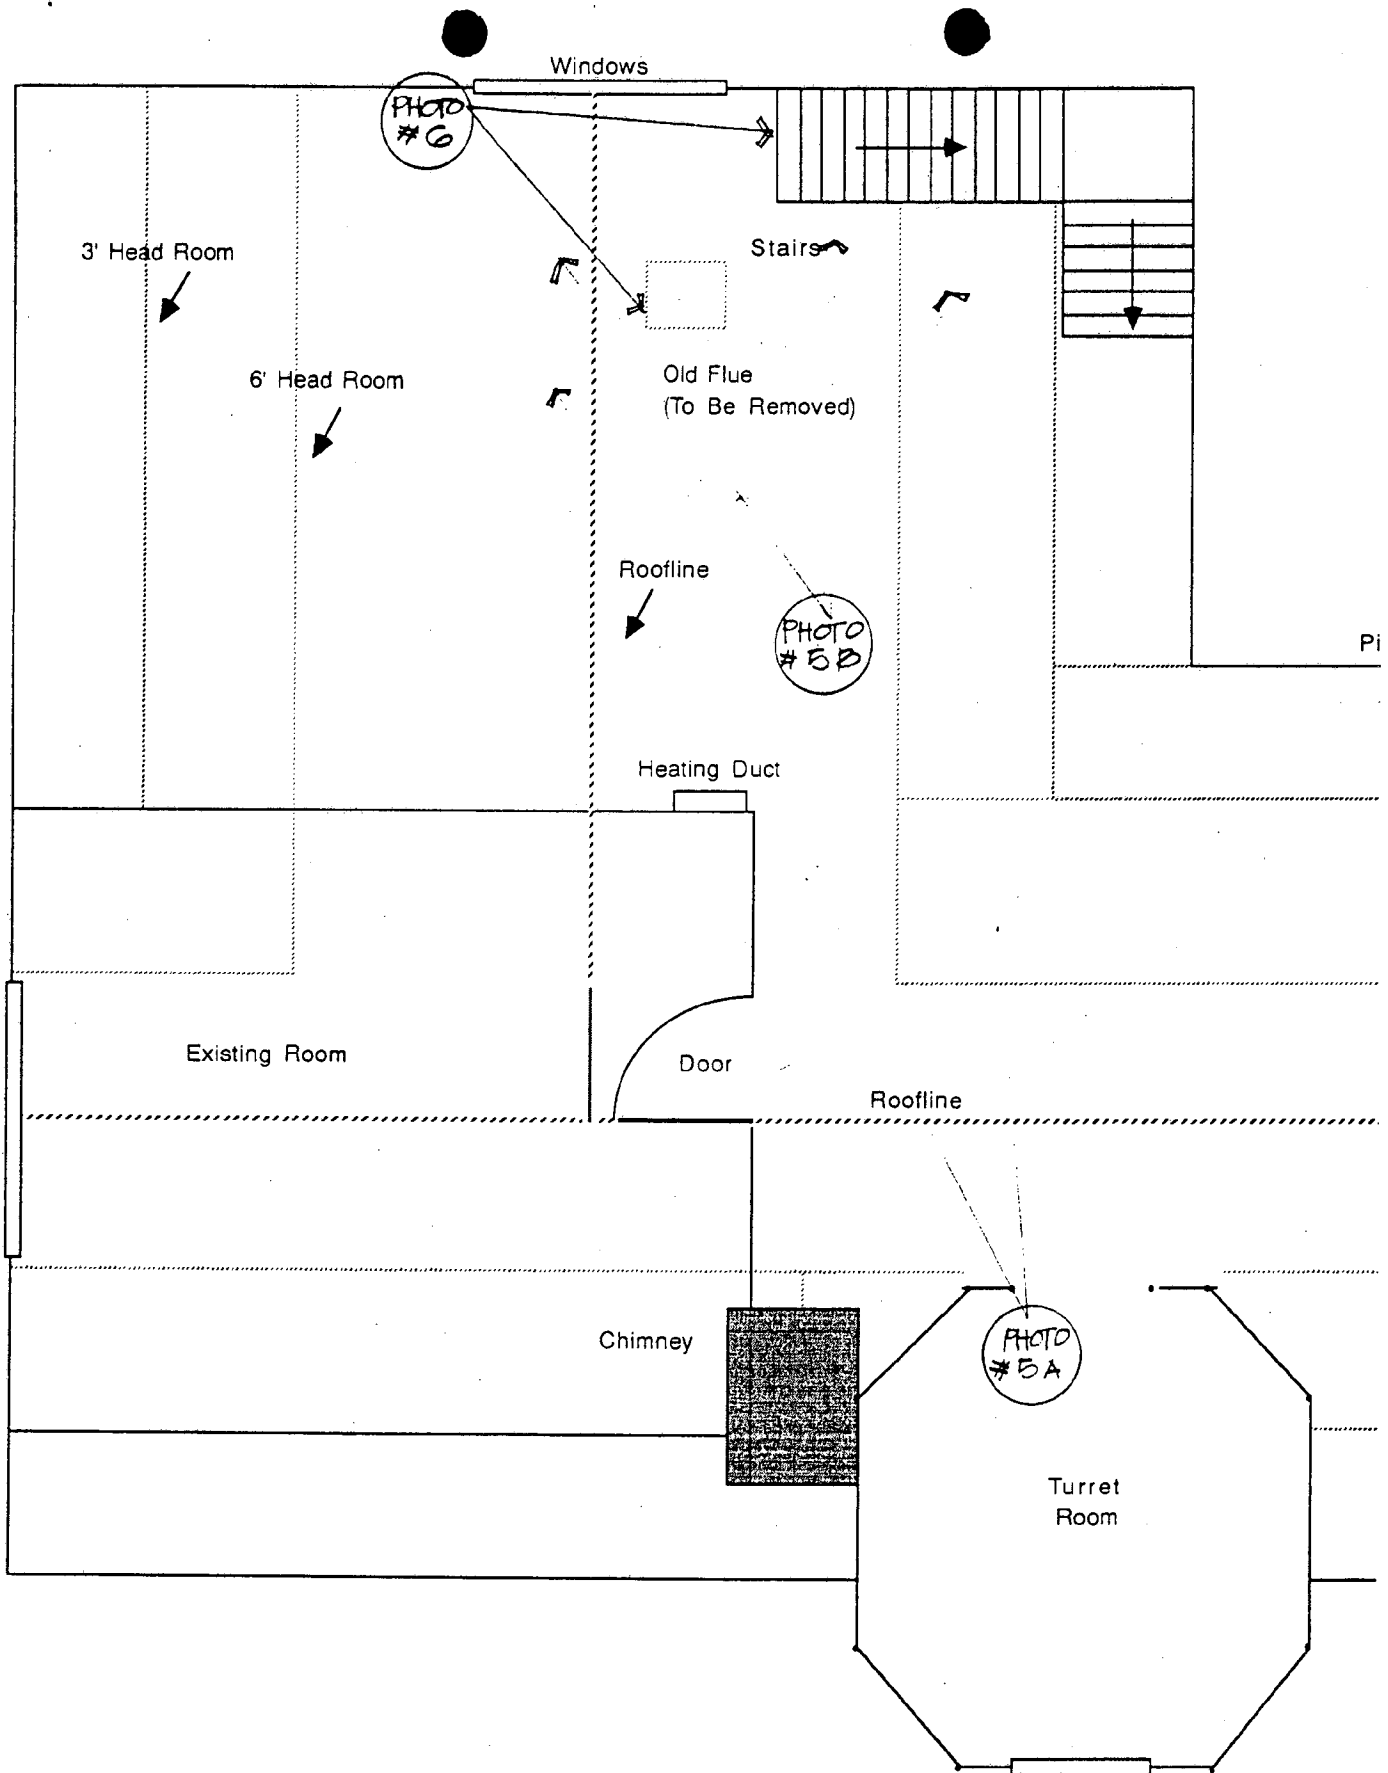 Windows
PHOTO
# 6
3' Head Room
Stairs
6' Head Room
Old Flue
(To Be Removed)
Roofline
PHOTO
# 5B
Pi
Heating Duct
Existing Room
Door
Roofline
Chimney
PHOTO
# 5A
Turret
Room